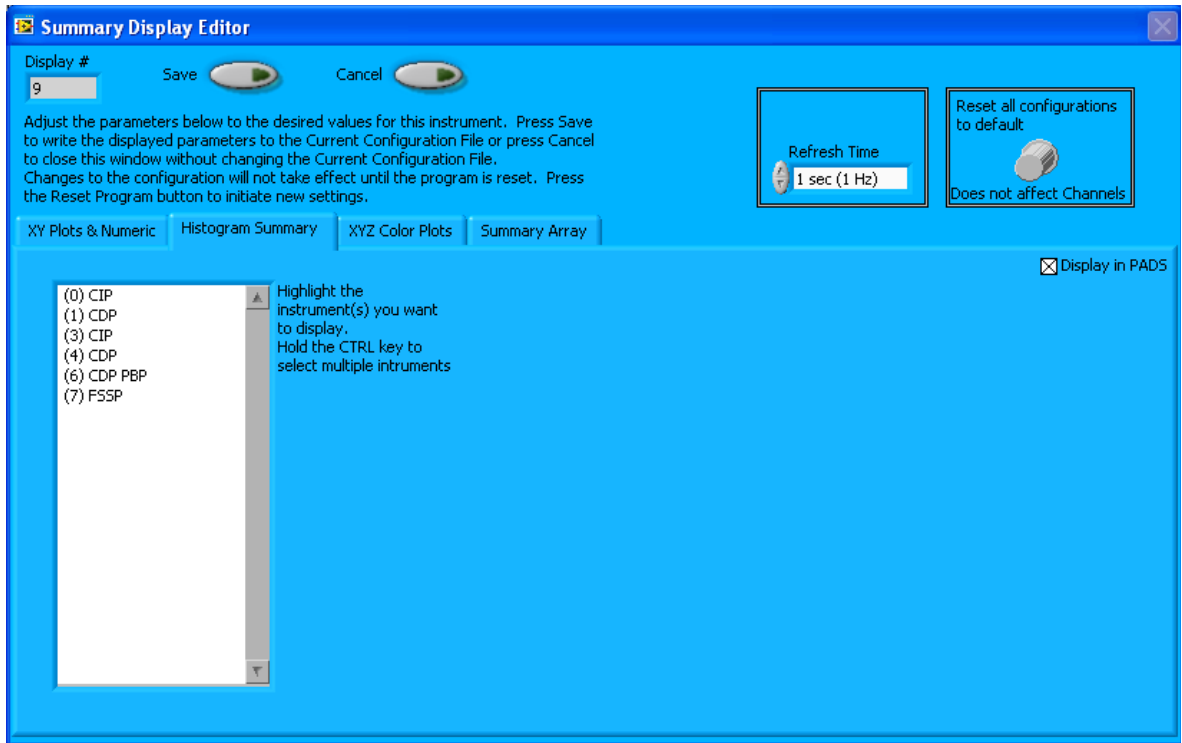 Summary Display Editor
Display #
9
Save
Cancel
Adjust the parameters below to the desired values for this instrument.  Press Save
to write the displayed parameters to the Current Configuration File or press Cancel
to close this window without changing the Current Configuration File.
Changes to the configuration will not take effect until the program is reset.  Press
the Reset Program button to initiate new settings.
Refresh Time
1 sec (1 Hz)
Reset all configurations
to default
Does not affect Channels
XY Plots & Numeric
Histogram Summary
XYZ Color Plots
Summary Array
Display in PADS
(0) CIP
(1) CDP
(3) CIP
(4) CDP
(6) CDP PBP
(7) FSSP
Highlight the
instrument(s) you want
to display.
Hold the CTRL key to
select multiple intruments